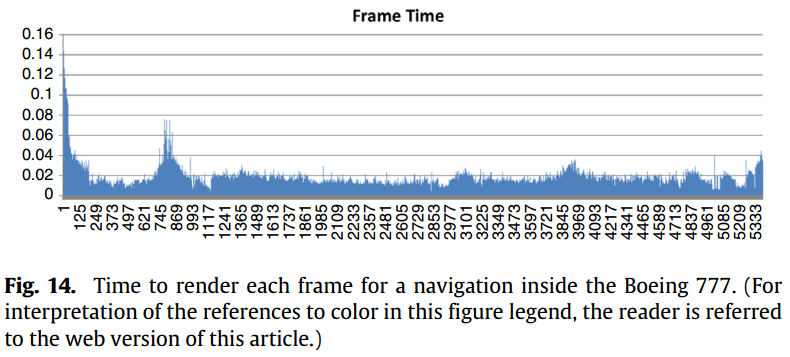 Frame Time
0.16
0.14
0.12
0.1
0.08
0.06
0.04
0.02
0
1 125 249 373 497 621 745 869 993 1117 1241 1365 1489 1613 1737 1861 1985 2109 2233 2357 2481 2605 2729 2853 2977 3101 3225 3349 3473 3597 3721 3845 3969 4093 4217 4341 4465 4589 4713 4837 4961 5085 5209 5333
Fig. 14. Time to render each frame for a navigation inside the Boeing 777. (For
interpretation of the references to color in this figure legend, the reader is referred
to the web version of this article.)